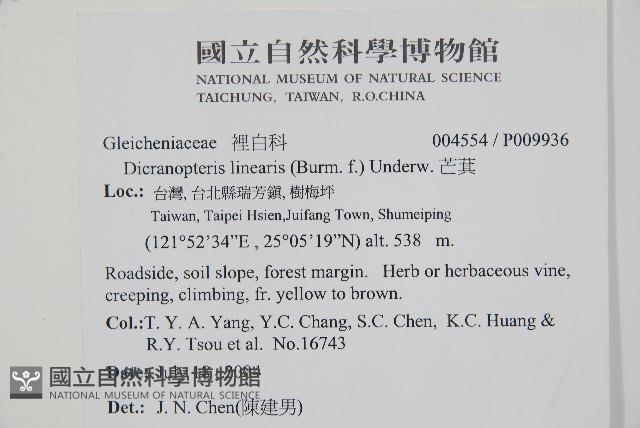 國立自然科學博物館
NATIONAL MUSEUM OF NATURAL SCIENCE
TAICHUNG, TAIWAN, R.O.CHINA
Gleicheniaceae 裡白科 004554 / P009936
Dicranopteris linearis (Burm. f.) Underw. 芒萁
Loc.: 台灣, 台北縣瑞芳鎮, 樹梅坪
Taiwan, Taipei Hsien,Juifang Town, Shumeiping
(121°52'34"E , 25°05'19"N) alt. 538 m.
Roadside, soil slope, forest margin. Herb or herbaceous vine,
creeping, climbing, fr. yellow to brown.
Col.:T. Y. A. Yang, Y.C. Chang, S.C. Chen, K.C. Huang &
R.Y. Tsou et al. No.16743
Date:
國立自然科學博物館
NATIONAL MUSEUM OF NATURAL SCIENCE
Det.: J. N. Chen(陳建男)